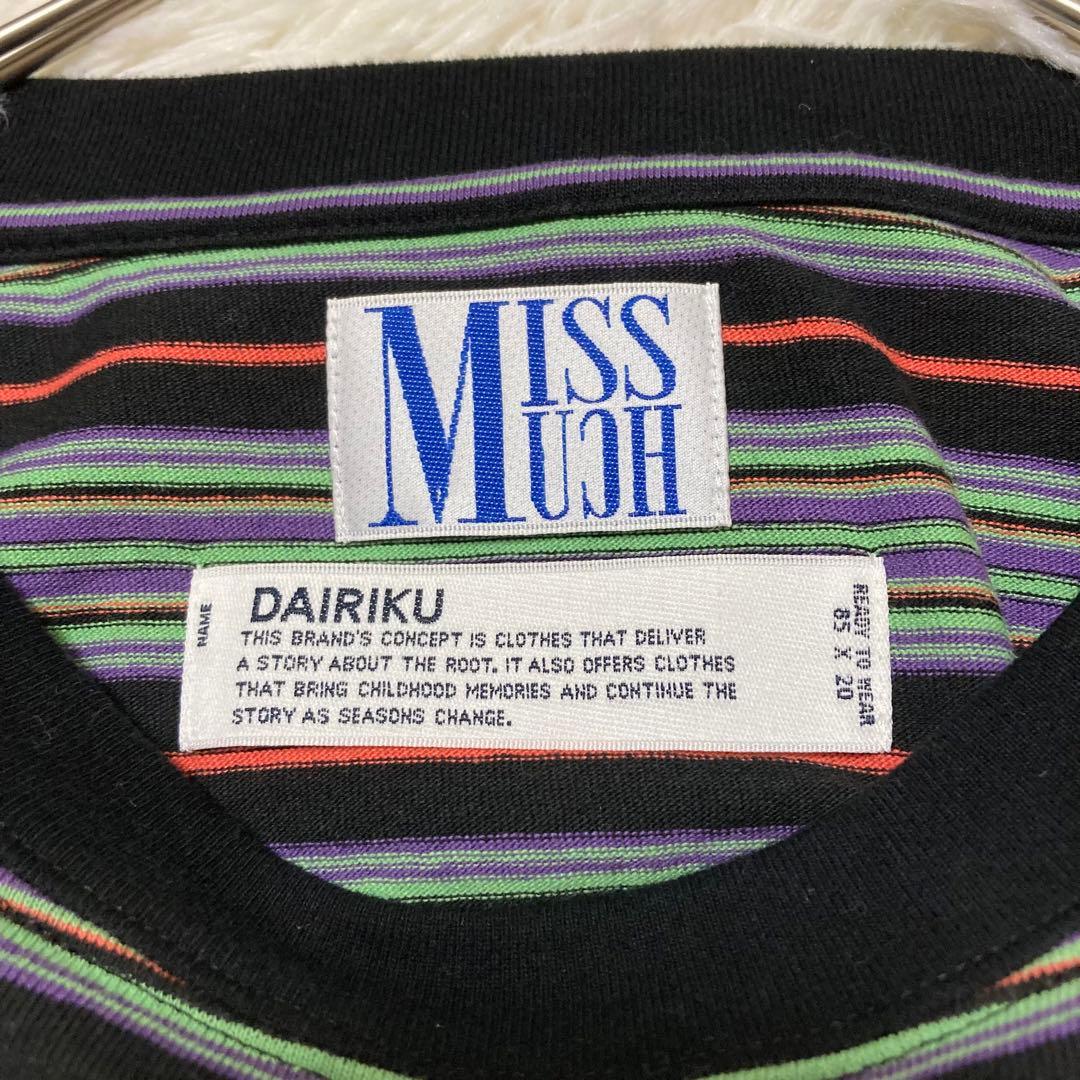 MISS
MUCH
NAME
DAIRIKU
THIS BRAND'S CONCEPT IS CLOTHES THAT DELIVER
A STORY ABOUT THE ROOT. IT ALSO OFFERS CLOTHES
THAT BRING CHILDHOOD MEMORIES AND CONTINUE THE
STORY AS SEASONS CHANGE.
READY TO WEAR
85 X 20